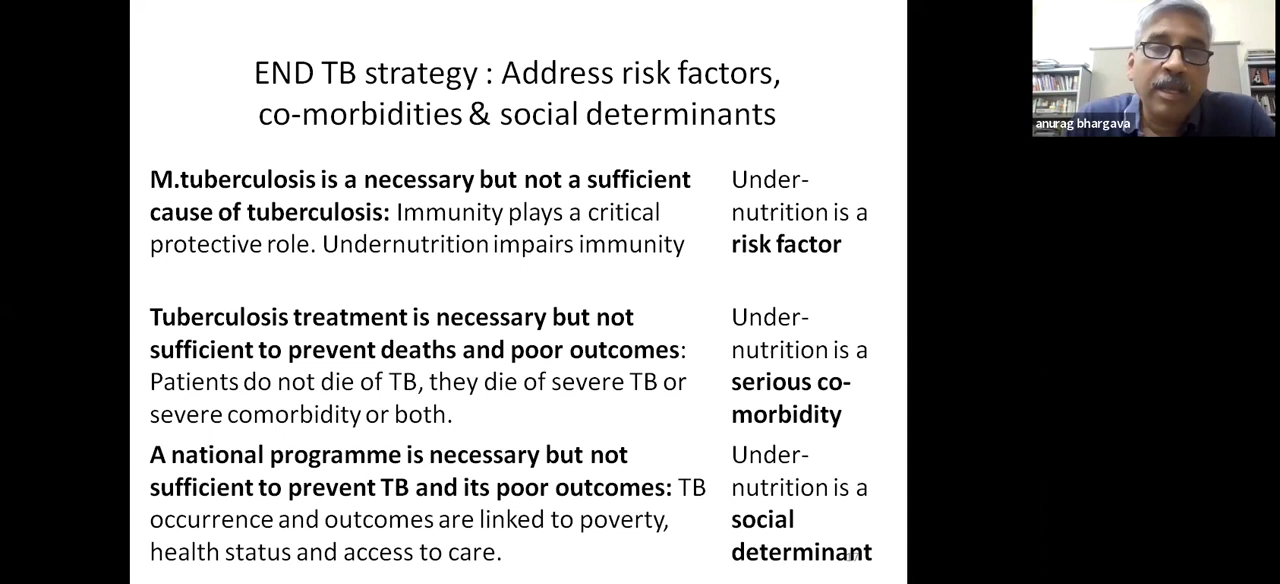 END TB strategy : Address risk factors,
co-morbidities & social determinants
M.tuberculosis is a necessary but not a sufficient
cause of tuberculosis: Immunity plays a critical
protective role. Undernutrition impairs immunity
Under-
nutrition is a
risk factor
Tuberculosis treatment is necessary but not
sufficient to prevent deaths and poor outcomes:
Patients do not die of TB, they die of severe TB or
severe comorbidity or both.
Under-
nutrition is a
serious co-
morbidity
A national programme is necessary but not
sufficient to prevent TB and its poor outcomes: TB
occurrence and outcomes are linked to poverty,
health status and access to care.
Under-
nutrition is a
social
determinant
anurag bhargava